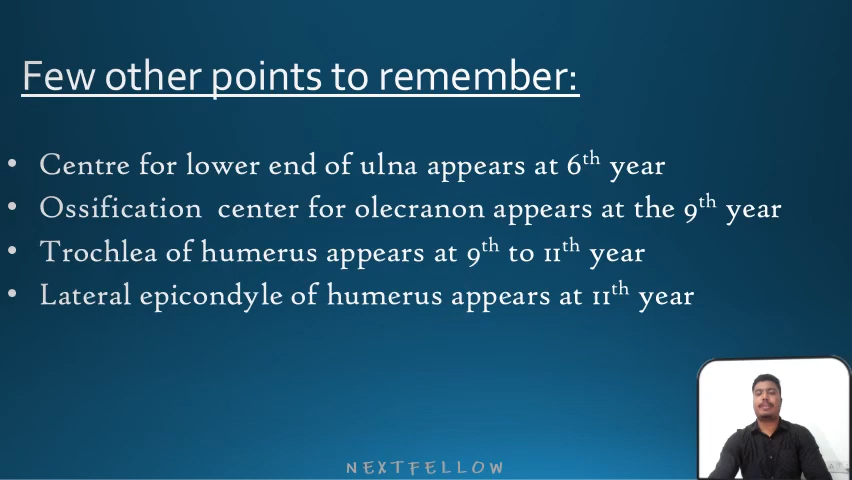 Few other points to remember:
• Centre for lower end of ulna appears at 6th year
• Ossification center for olecranon appears at the 9th year
• Trochlea of humerus appears at 9th to 11th year
• Lateral epicondyle of humerus appears at 11th year
NEXTFELLOW